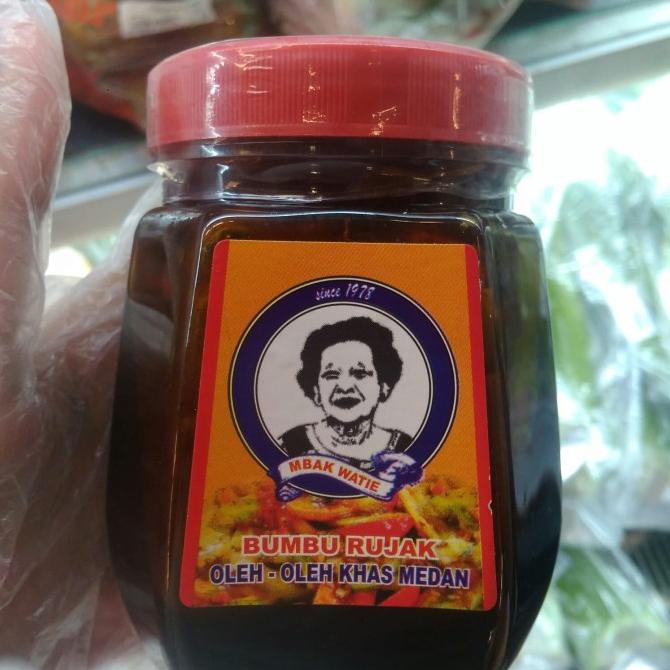 since 1978
MBAK WATIE
BUMBU RUJAK
OLEH - OLEH KHAS MEDAN